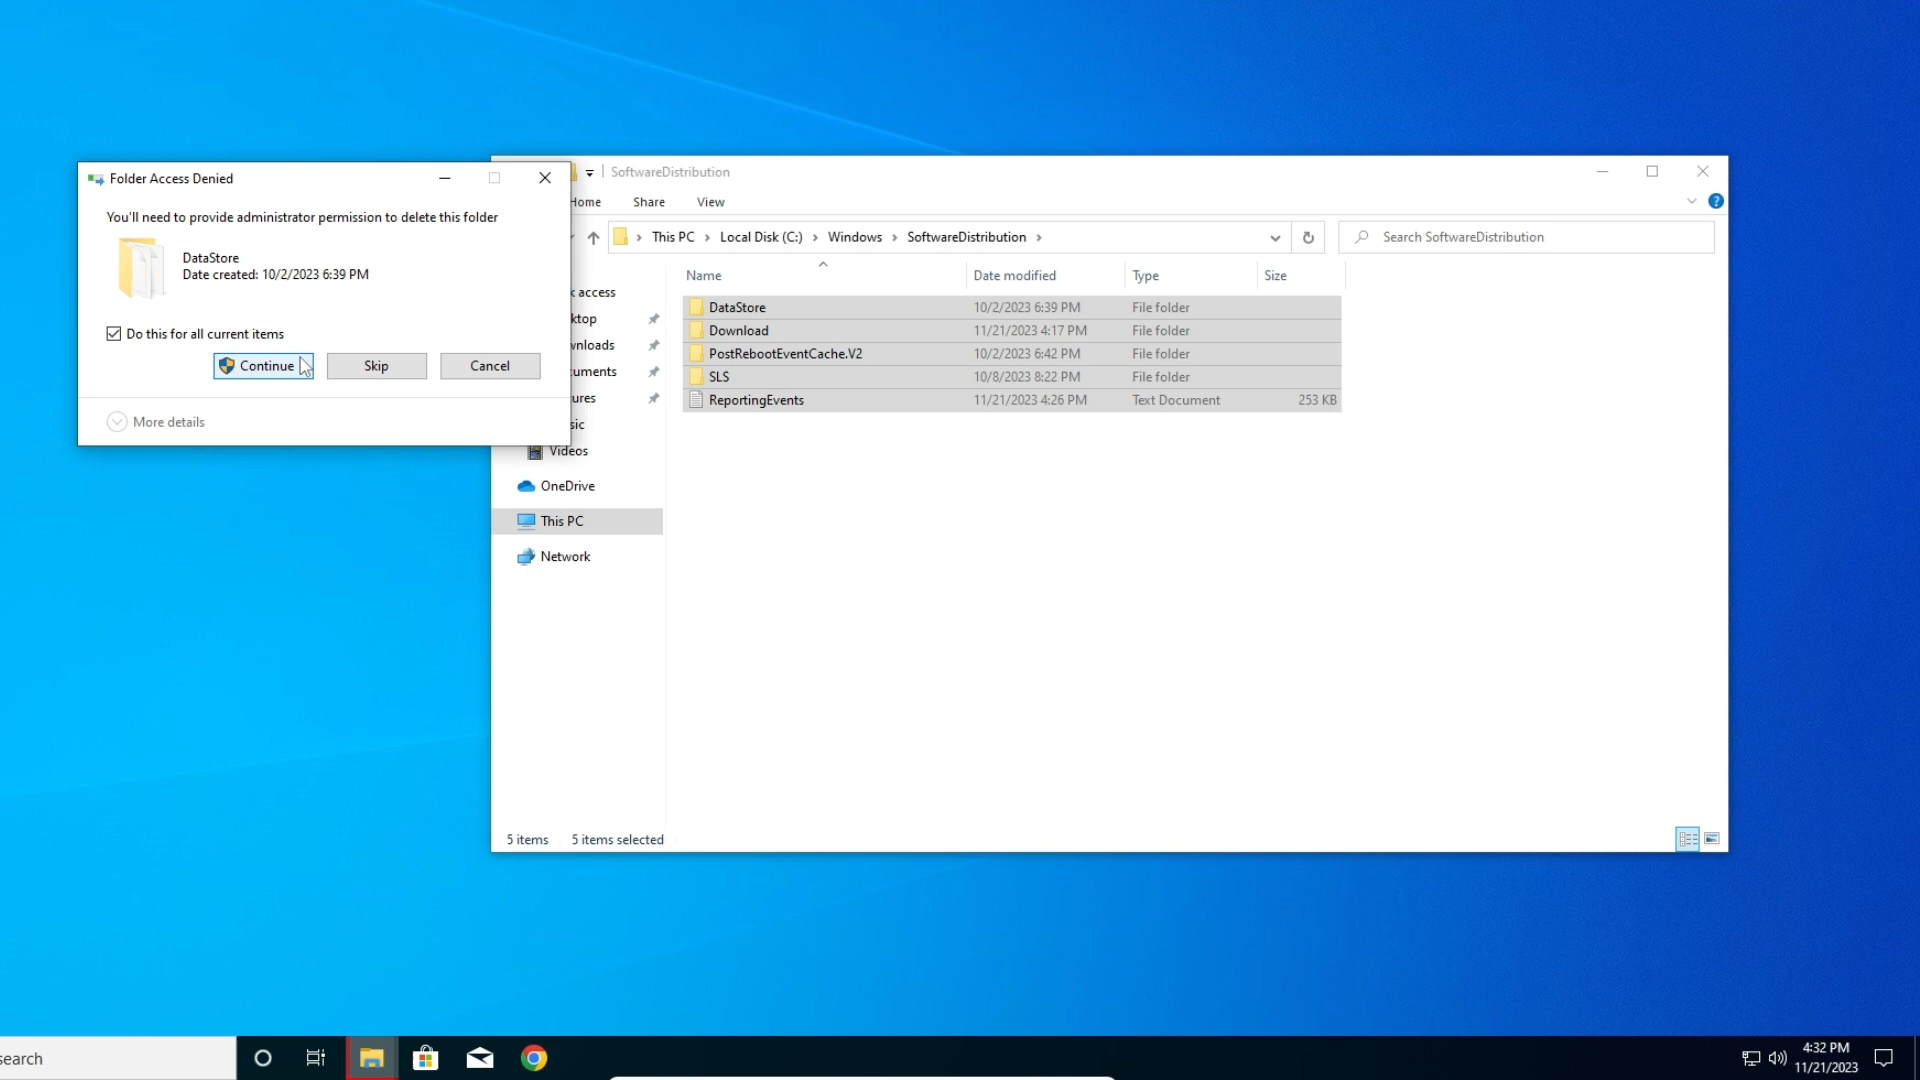 Folder Access Denied
You'll need to provide administrator permission to delete this folder
DataStore
Date created: 10/2/2023 6:39 PM
Do this for all current items
Continue
Skip
Cancel
More details
SoftwareDistribution
Home
Share
View
This PC
Local Disk (C:)
Windows
SoftwareDistribution
Search SoftwareDistribution
k access
ktop
wnloads
uments
ures
sic
Videos
OneDrive
This PC
Network
Name Date modified Type Size
DataStore 10/2/2023 6:39 PM File folder
Download 11/21/2023 4:17 PM File folder
PostRebootEventCache.V2 10/2/2023 6:42 PM File folder
SLS 10/8/2023 8:22 PM File folder
ReportingEvents 11/21/2023 4:26 PM Text Document 253 KB
5 items 5 items selected
search
4:32 PM
11/21/2023